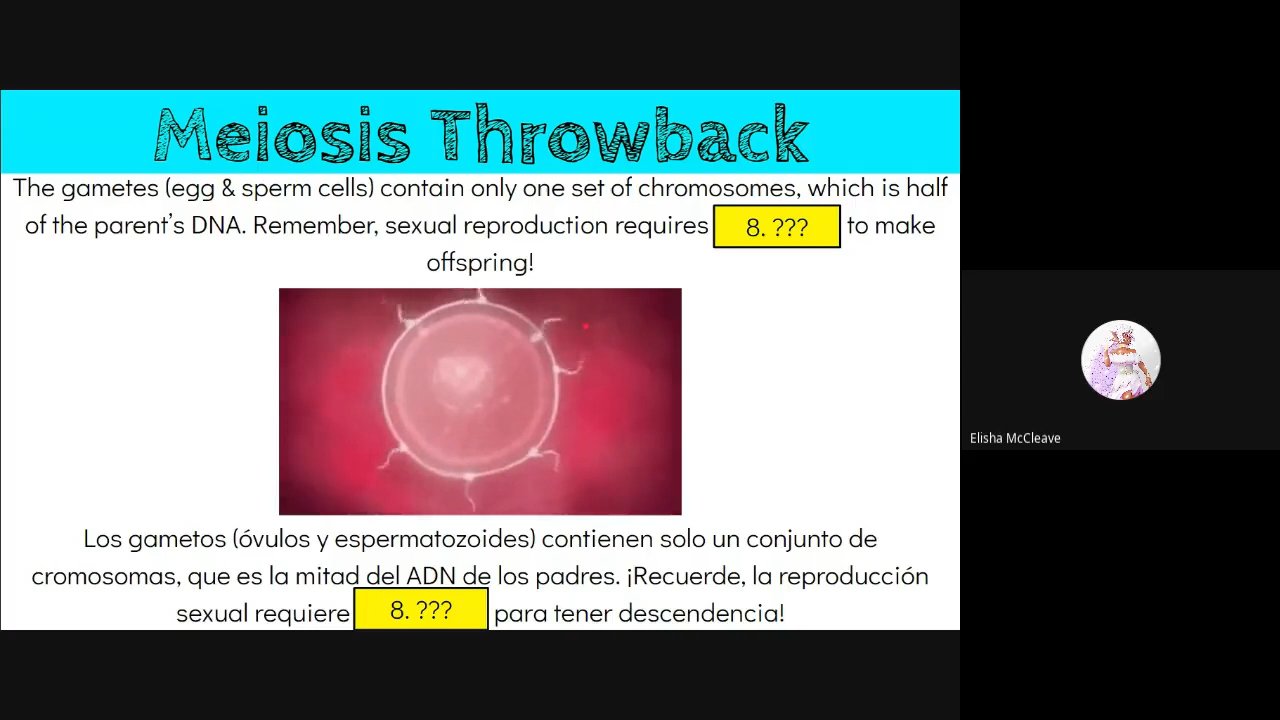 Meiosis Throwback
The gametes (egg & sperm cells) contain only one set of chromosomes, which is half
of the parent's DNA. Remember, sexual reproduction requires 8. ??? to make
offspring!
Los gametos (óvulos y espermatozoides) contienen solo un conjunto de
cromosomas, que es la mitad del ADN de los padres. ¡Recuerde, la reproducción
sexual requiere 8. ??? para tener descendencia!
Elisha McCleave